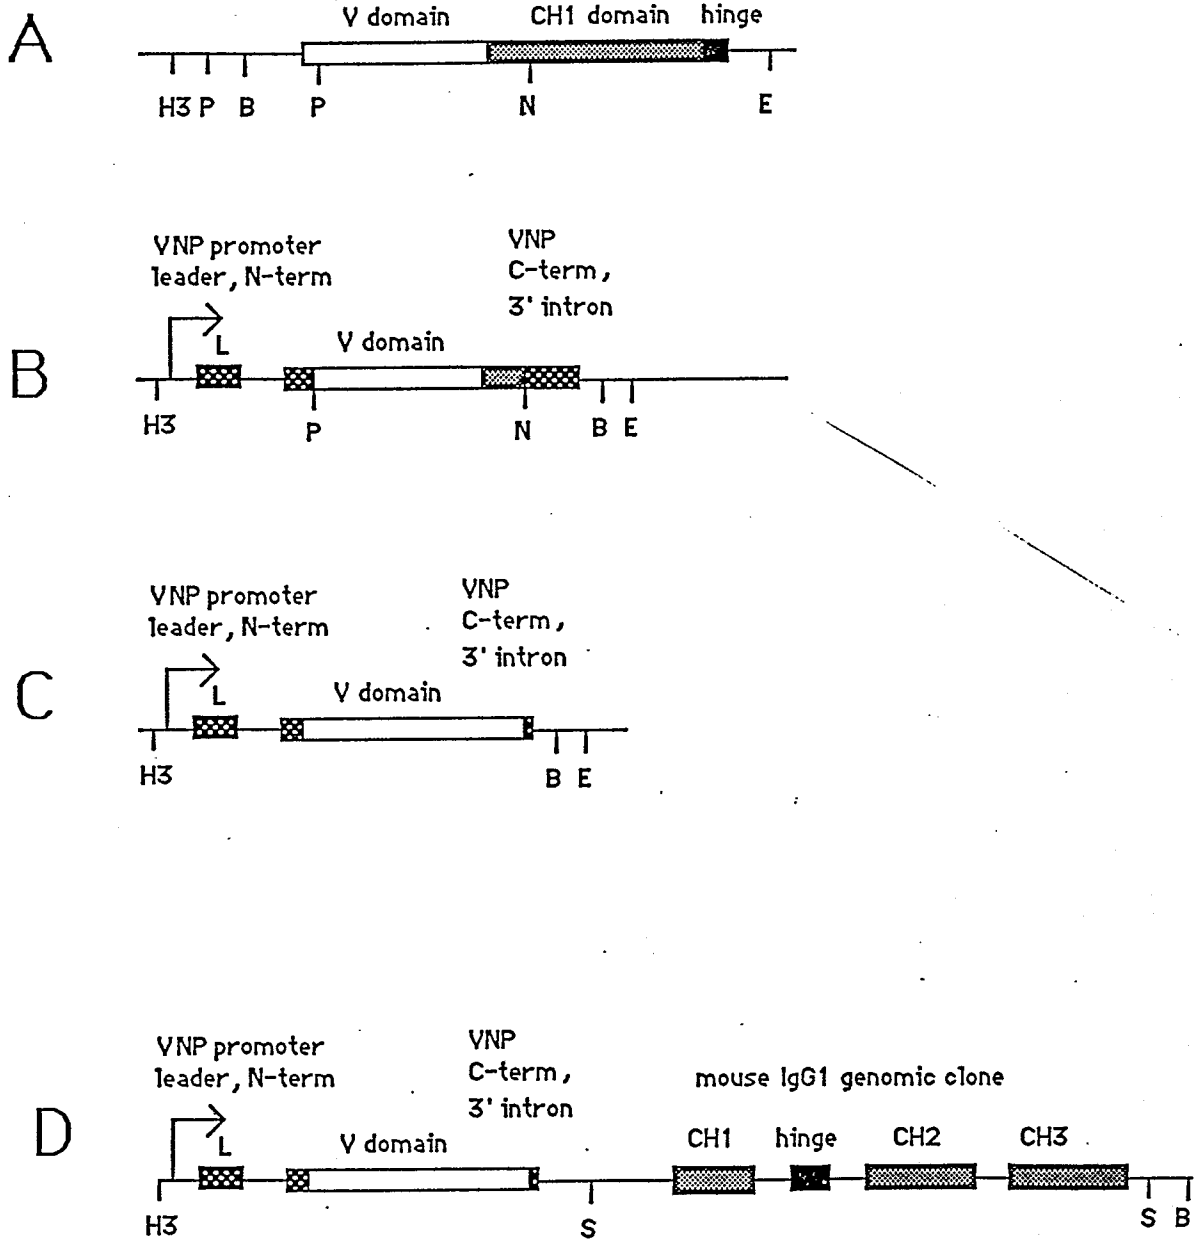 A
V domain CH1 domain hinge
H3 P B P N E
B
VNP promoter
leader, N-term
VNP
C-term,
3' intron
L
V domain
H3 P N B E
C
VNP promoter
leader, N-term
VNP
C-term,
3' intron
L
V domain
H3 B E
D
VNP promoter
leader, N-term
VNP
C-term,
3' intron
mouse IgG1 genomic clone
L
V domain
CH1 hinge CH2 CH3
H3 S S B